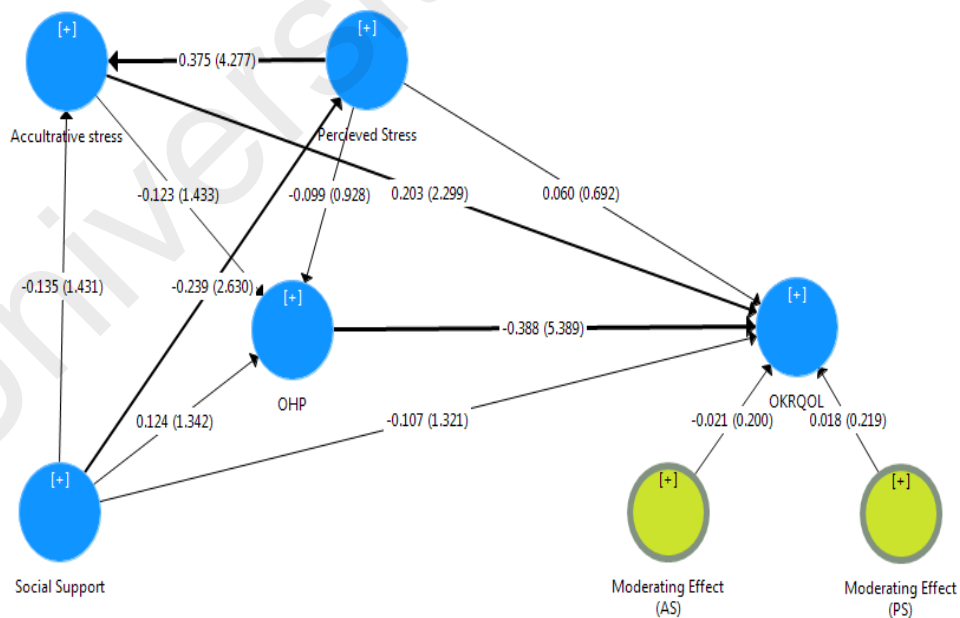 [+]
[+]
0.375 (4.277)
Accultrative stress
Percieved Stress
-0.123 (1.433)
-0.099 (0.928)
0.203 (2.299)
0.060 (0.692)
-0.135 (1.431)
-0.239 (2.630)
[+]
[+]
-0.388 (5.389)
OHP
OKRQOL
0.124 (1.342)
-0.107 (1.321)
-0.021 (0.200)
0.018 (0.219)
[+]
[+]
[+]
Social Support
Moderating Effect
(AS)
Moderating Effect
(PS)